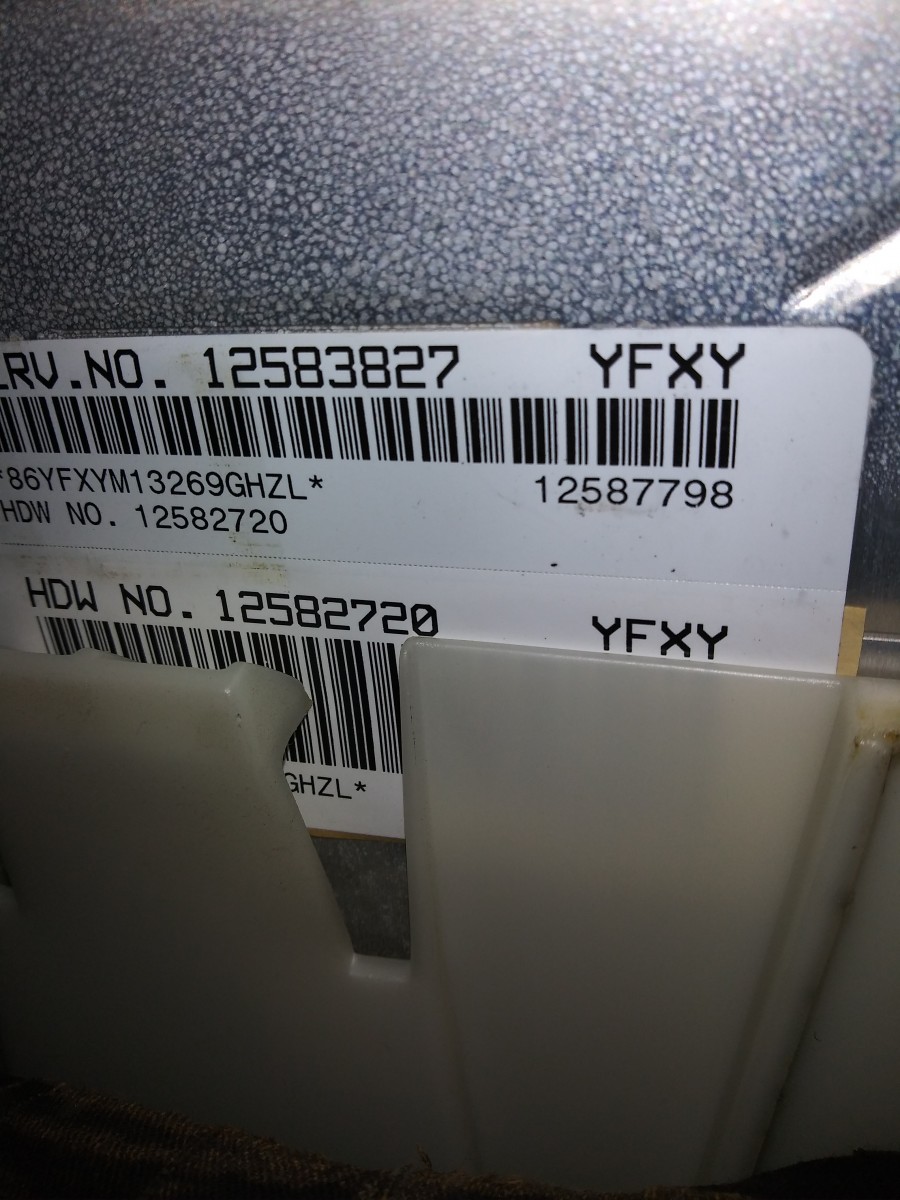 LRV.NO. 12583827 YFXY
*86YFXYM13269GHZL* 12587798
HDW NO. 12582720
HDW NO. 12582720 YFXY
GHZL*